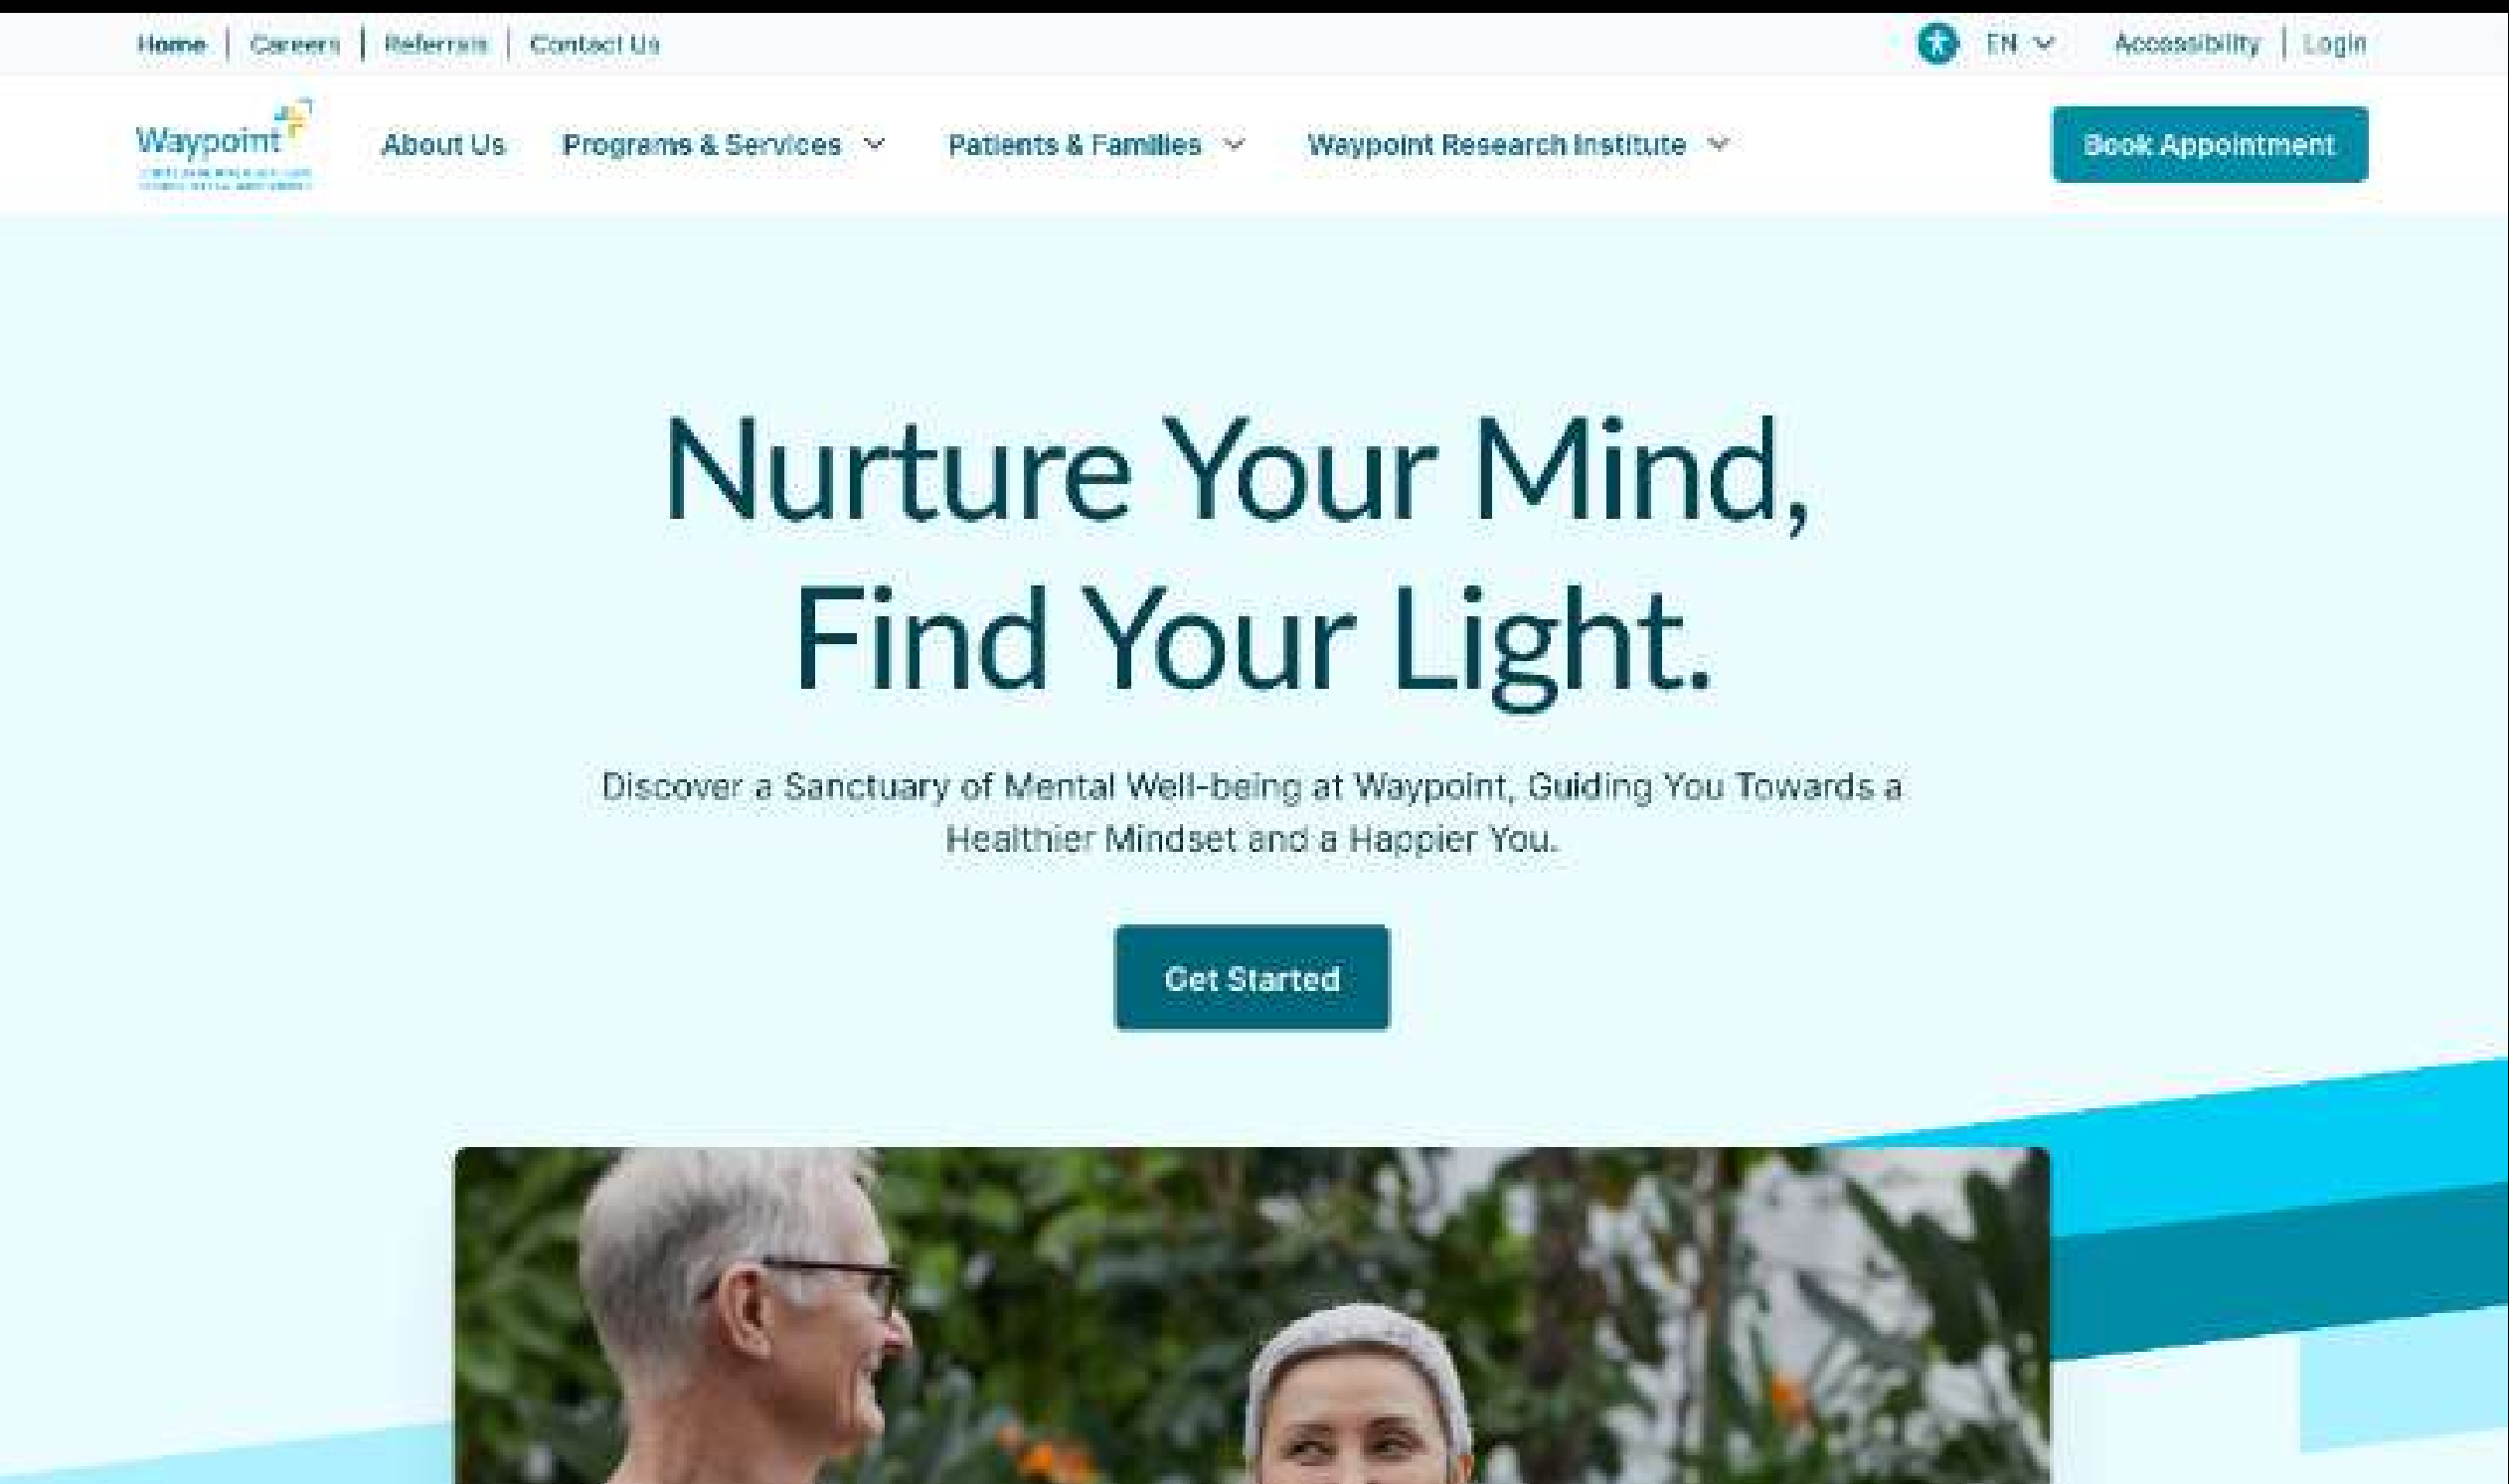 Home | Careers | Referrals | Contact Us
EN
Accessibility | Login
Waypoint
About Us
Programs & Services
Patients & Families
Waypoint Research Institute
Book Appointment
Nurture Your Mind,
Find Your Light.
Discover a Sanctuary of Mental Well-being at Waypoint, Guiding You Towards a
Healthier Mindset and a Happier You.
Get Started